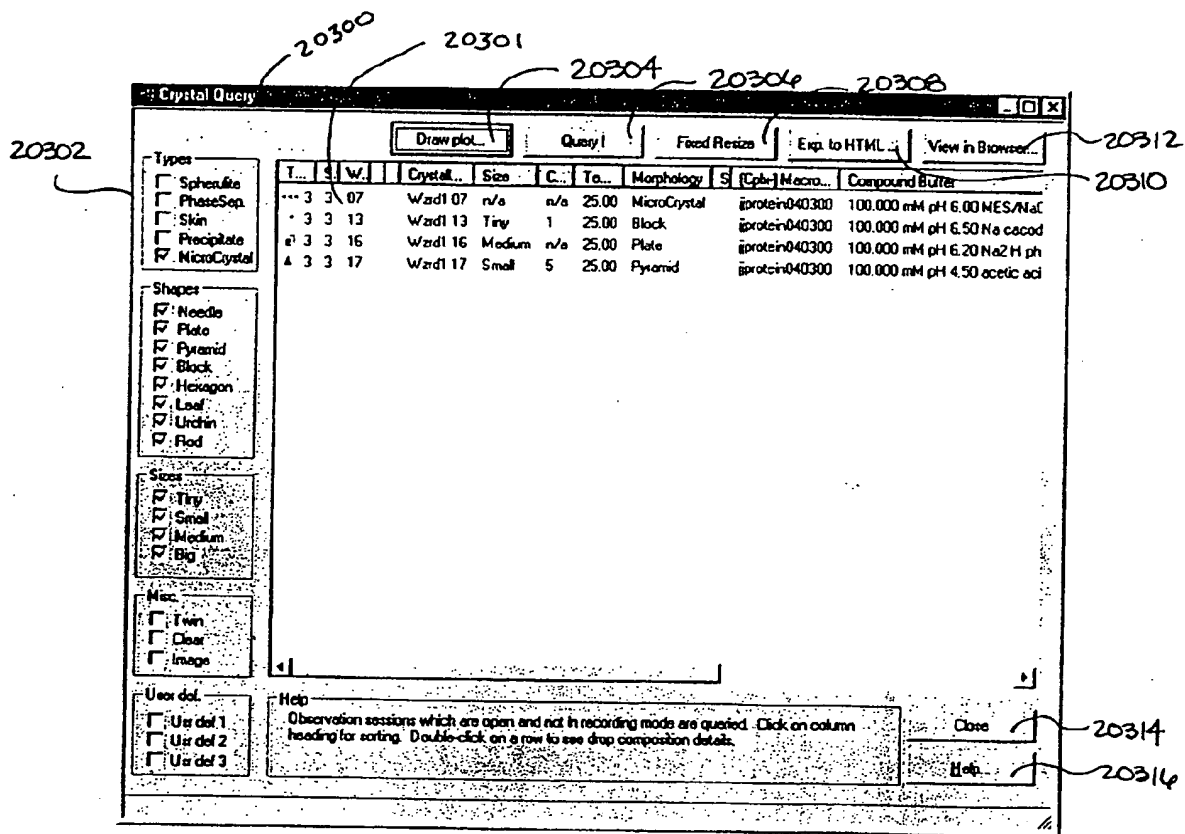 20300
20301
20304
20306
20308
Crystal Query
20302
Draw plot...
Query!
Fixed Resize
Exp. to HTML...
View in Browser...
20312
20310
Types
Spherulite
PhaseSep.
Skin
Precipitate
MicroCrystal
T... S W. Crystall... Size C... Te... Morphology S [Cpbr-] Macro... Compound Buffer
3 3 07 Wzrd1 07 n/a n/a 25.00 MicroCrystal jjprotein040300 100.000 mM pH 6.00 MES/NaC
3 3 13 Wzrd1 13 Tiny 1 25.00 Block jjprotein040300 100.000 mM pH 6.50 Na cacod
3 3 16 Wzrd1 16 Medium n/a 25.00 Plate jjprotein040300 100.000 mM pH 6.20 Na2 H ph
3 3 17 Wzrd1 17 Small 5 25.00 Pyramid jjprotein040300 100.000 mM pH 4.50 acetic aci
Shapes
Needle
Plate
Pyramid
Block
Hexagon
Leaf
Urchin
Rod
Sizes
Tiny
Small
Medium
Big
Misc.
Twin
Clear
Image
User def.
Usr def 1
Usr def 2
Usr def 3
Help
Observation sessions which are open and not in recording mode are queried. Click on column
heading for sorting. Double-click on a row to see drop composition details.
Close
20314
Help...
20316